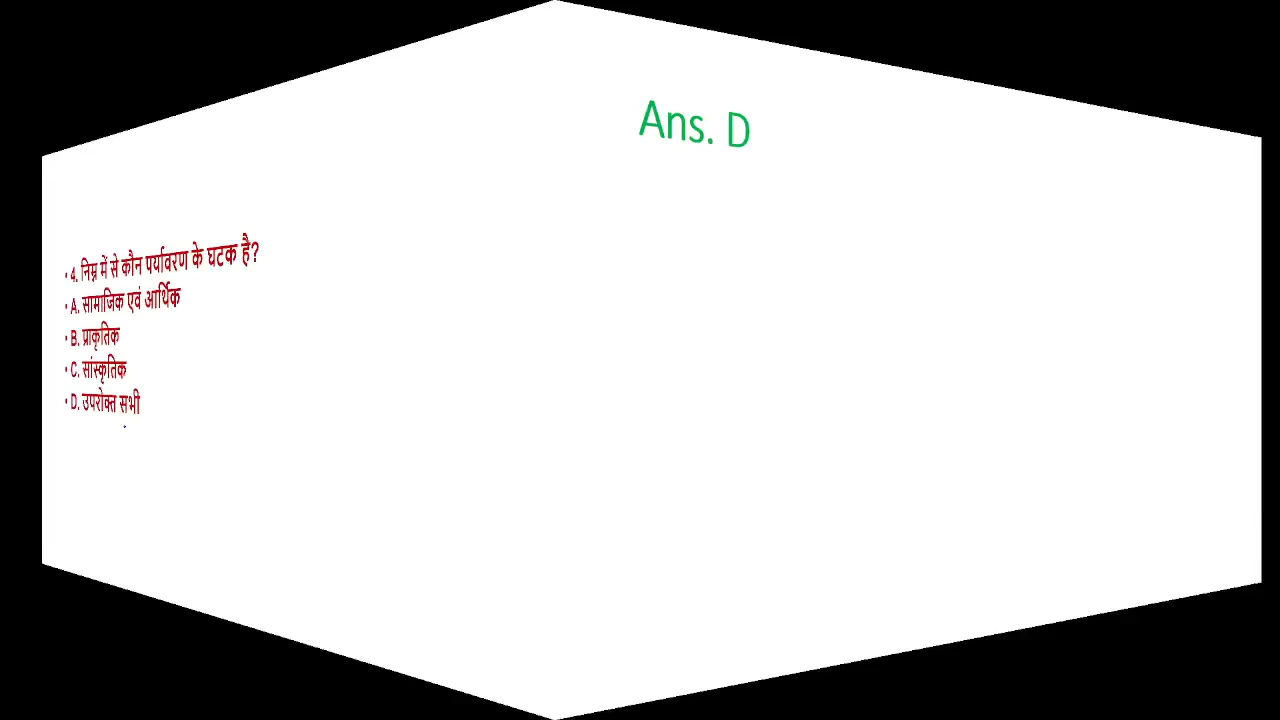 • 4. निम्न में से कौन पर्यावरण के घटक है?
• A. सामाजिक एवं आर्थिक
• B. प्राकृतिक
• C. सांस्कृतिक
• D. उपरोक्त सभी
Ans. D